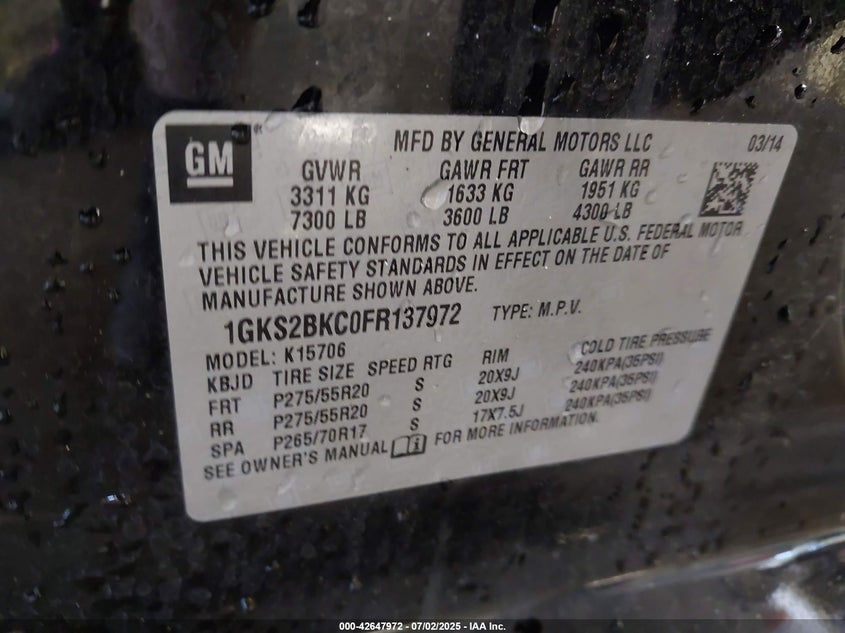 GM
MFD BY GENERAL MOTORS LLC 03/14
GVWR GAWR FRT GAWR RR
3311 KG 1633 KG 1951 KG
7300 LB 3600 LB 4300 LB
THIS VEHICLE CONFORMS TO ALL APPLICABLE U.S. FEDERAL MOTOR
VEHICLE SAFETY STANDARDS IN EFFECT ON THE DATE OF
MANUFACTURE SHOWN ABOVE.
1GKS2BKC0FR137972 TYPE: M.P.V.
MODEL: K15706
KBJD TIRE SIZE SPEED RTG RIM COLD TIRE PRESSURE
FRT P275/55R20 S 20X9J 240KPA(35PSI)
RR P275/55R20 S 20X9J 240KPA(35PSI)
SPA P265/70R17 S 17X7.5J 240KPA(35PSI)
SEE OWNER'S MANUAL FOR MORE INFORMATION.
000-42647972 - 07/02/2025 - IAA Inc.